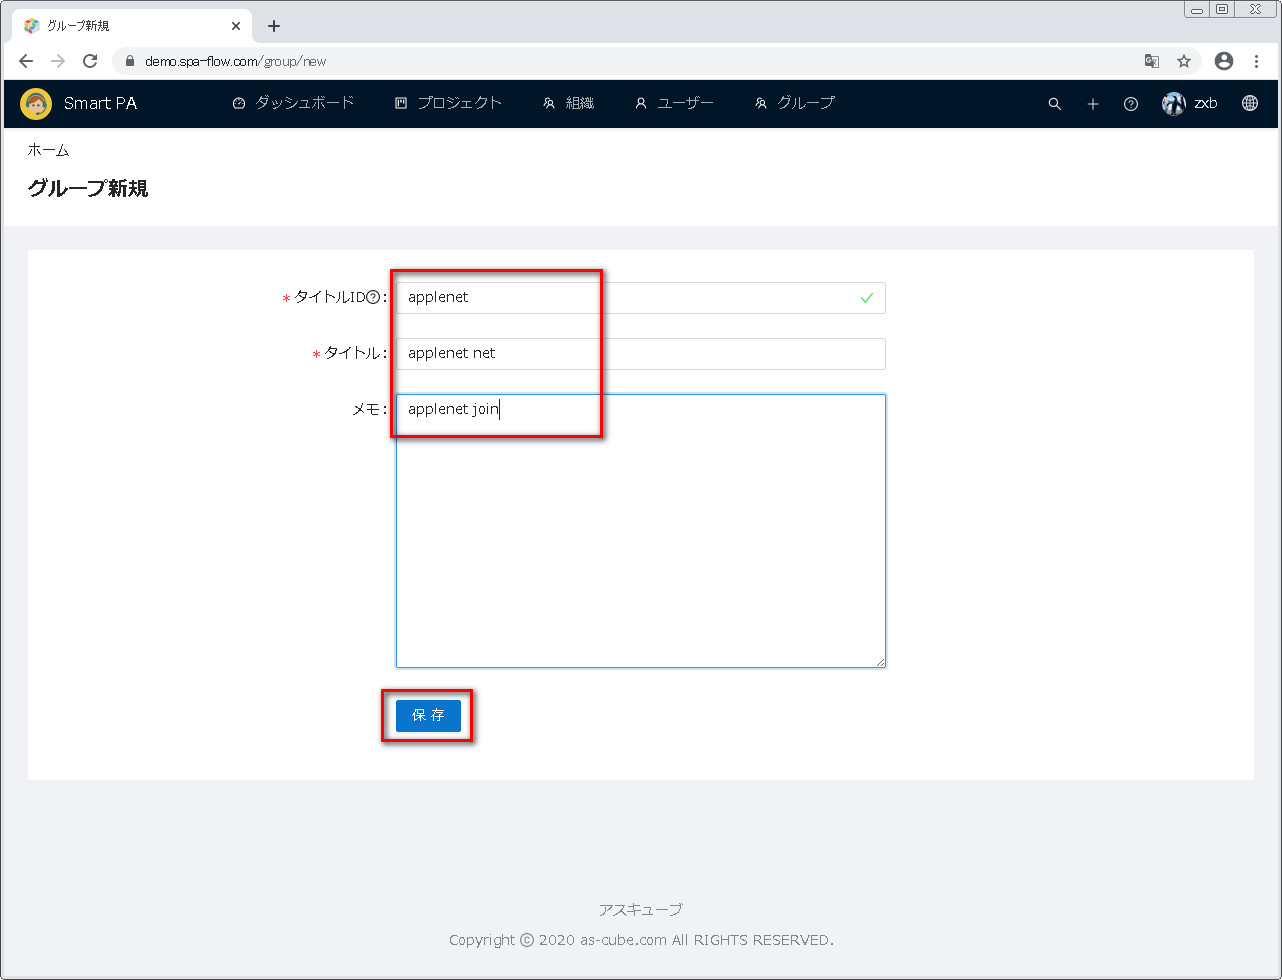 グループ新規
demo.spa-flow.com/group/new
Smart PA ダッシュボード プロジェクト 組織 ユーザー グループ zxb
ホーム
グループ新規
* タイトルID : applenet
* タイトル : applenet net
メモ : applenet join
保 存
アスキューブ
Copyright © 2020 as-cube.com All RIGHTS RESERVED.